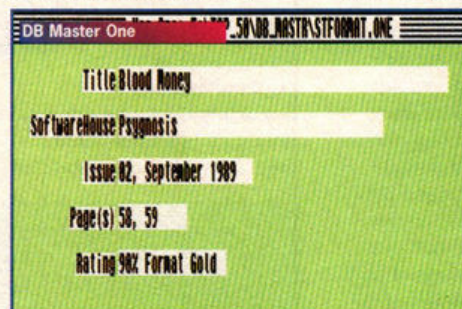 DB Master One _50\DB_MASTR\STFORMAT.ONE
Title Blood Money
SoftwareHouse Psygnosis
Issue 02, September 1989
Page(s) 58, 59
Rating 90% Format Gold